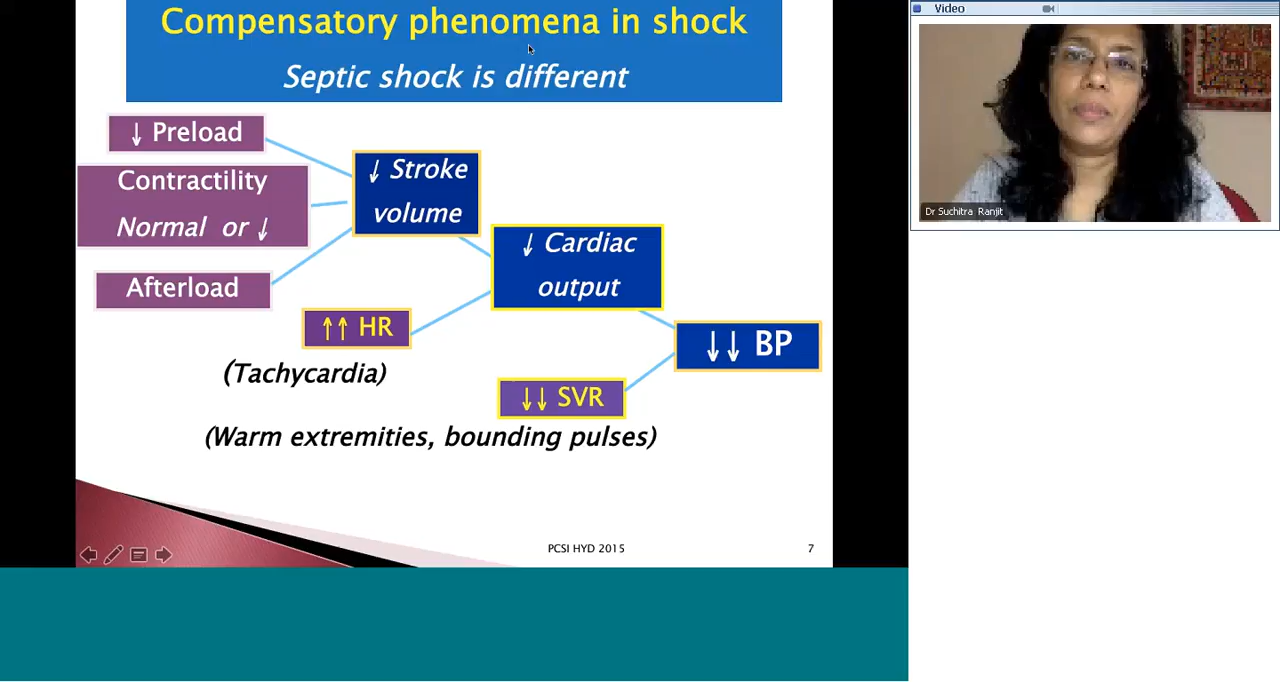 Compensatory phenomena in shock
Septic shock is different
↓ Preload
Contractility
Normal or ↓
Afterload
↓ Stroke
volume
↓ Cardiac
output
↑↑ HR
(Tachycardia)
↓↓ BP
↓↓ SVR
(Warm extremities, bounding pulses)
PCSI HYD 2015
7
Video
Dr Suchitra Ranjit